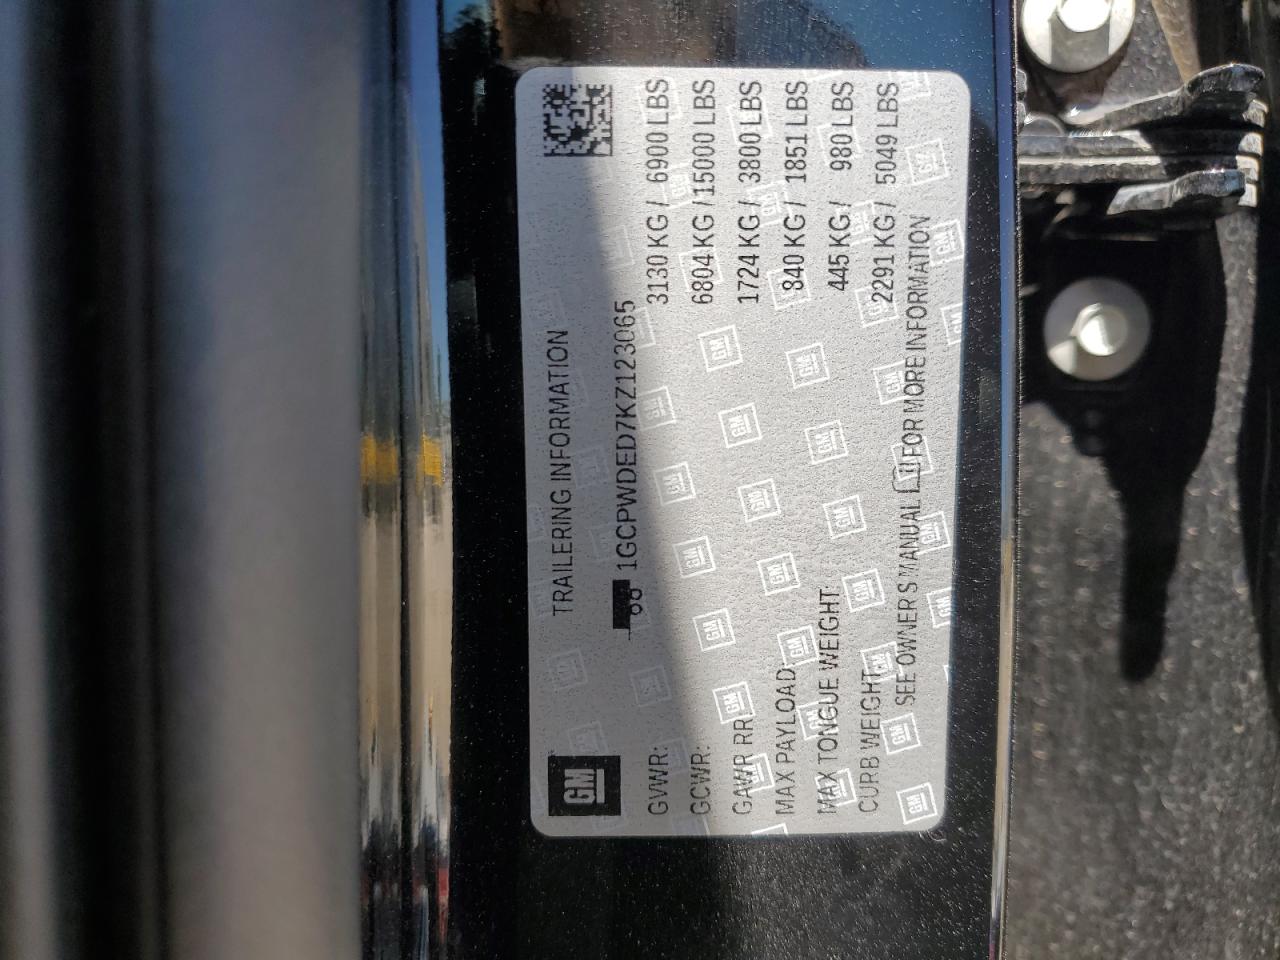 GM
TRAILERING INFORMATION
1GCPWDED7KZ123065
GVWR: 3130 KG / 6900 LBS
GCWR: 6804 KG / 15000 LBS
GAWR RR 1724 KG / 3800 LBS
MAX PAYLOAD: 840 KG / 1851 LBS
MAX TONGUE WEIGHT: 445 KG / 980 LBS
CURB WEIGHT: 2291 KG / 5049 LBS
SEE OWNER'S MANUAL FOR MORE INFORMATION